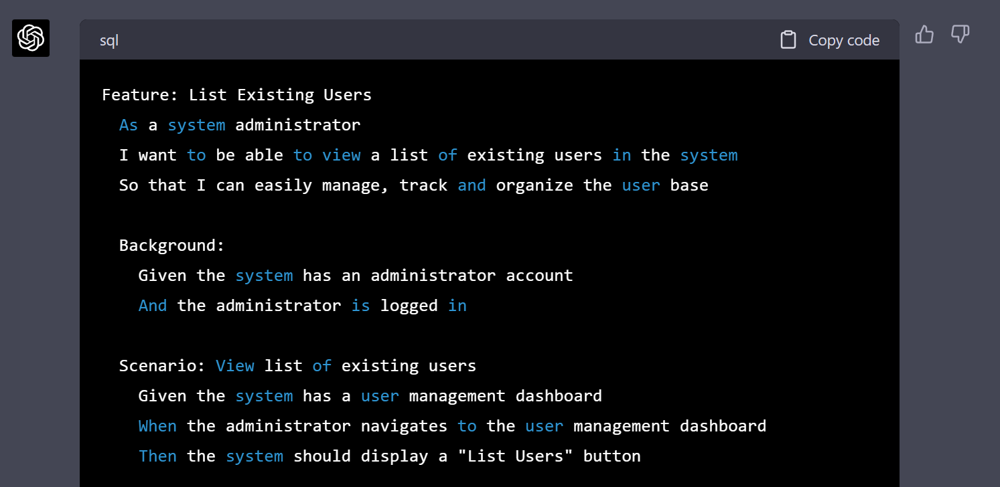 sql
Copy code
Feature: List Existing Users
As a system administrator
I want to be able to view a list of existing users in the system
So that I can easily manage, track and organize the user base
Background:
Given the system has an administrator account
And the administrator is logged in
Scenario: View list of existing users
Given the system has a user management dashboard
When the administrator navigates to the user management dashboard
Then the system should display a "List Users" button